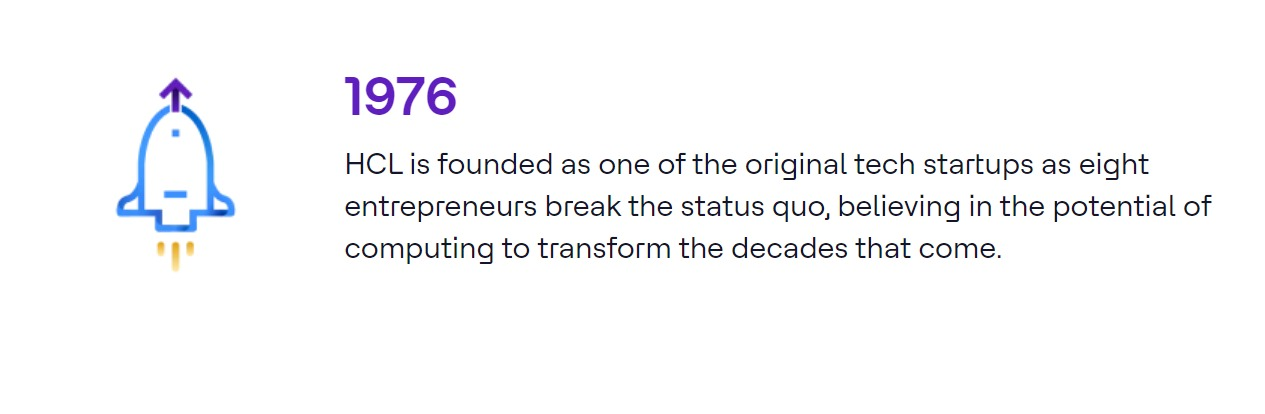 1976
HCL is founded as one of the original tech startups as eight
entrepreneurs break the status quo, believing in the potential of
computing to transform the decades that come.